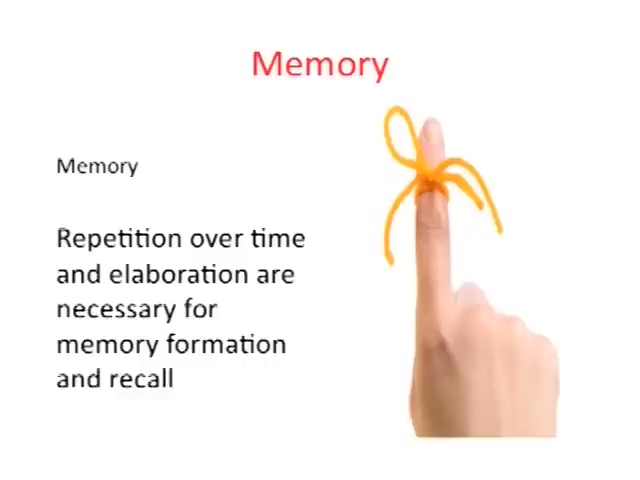 Memory
Memory
Repetition over time
and elaboration are
necessary for
memory formation
and recall